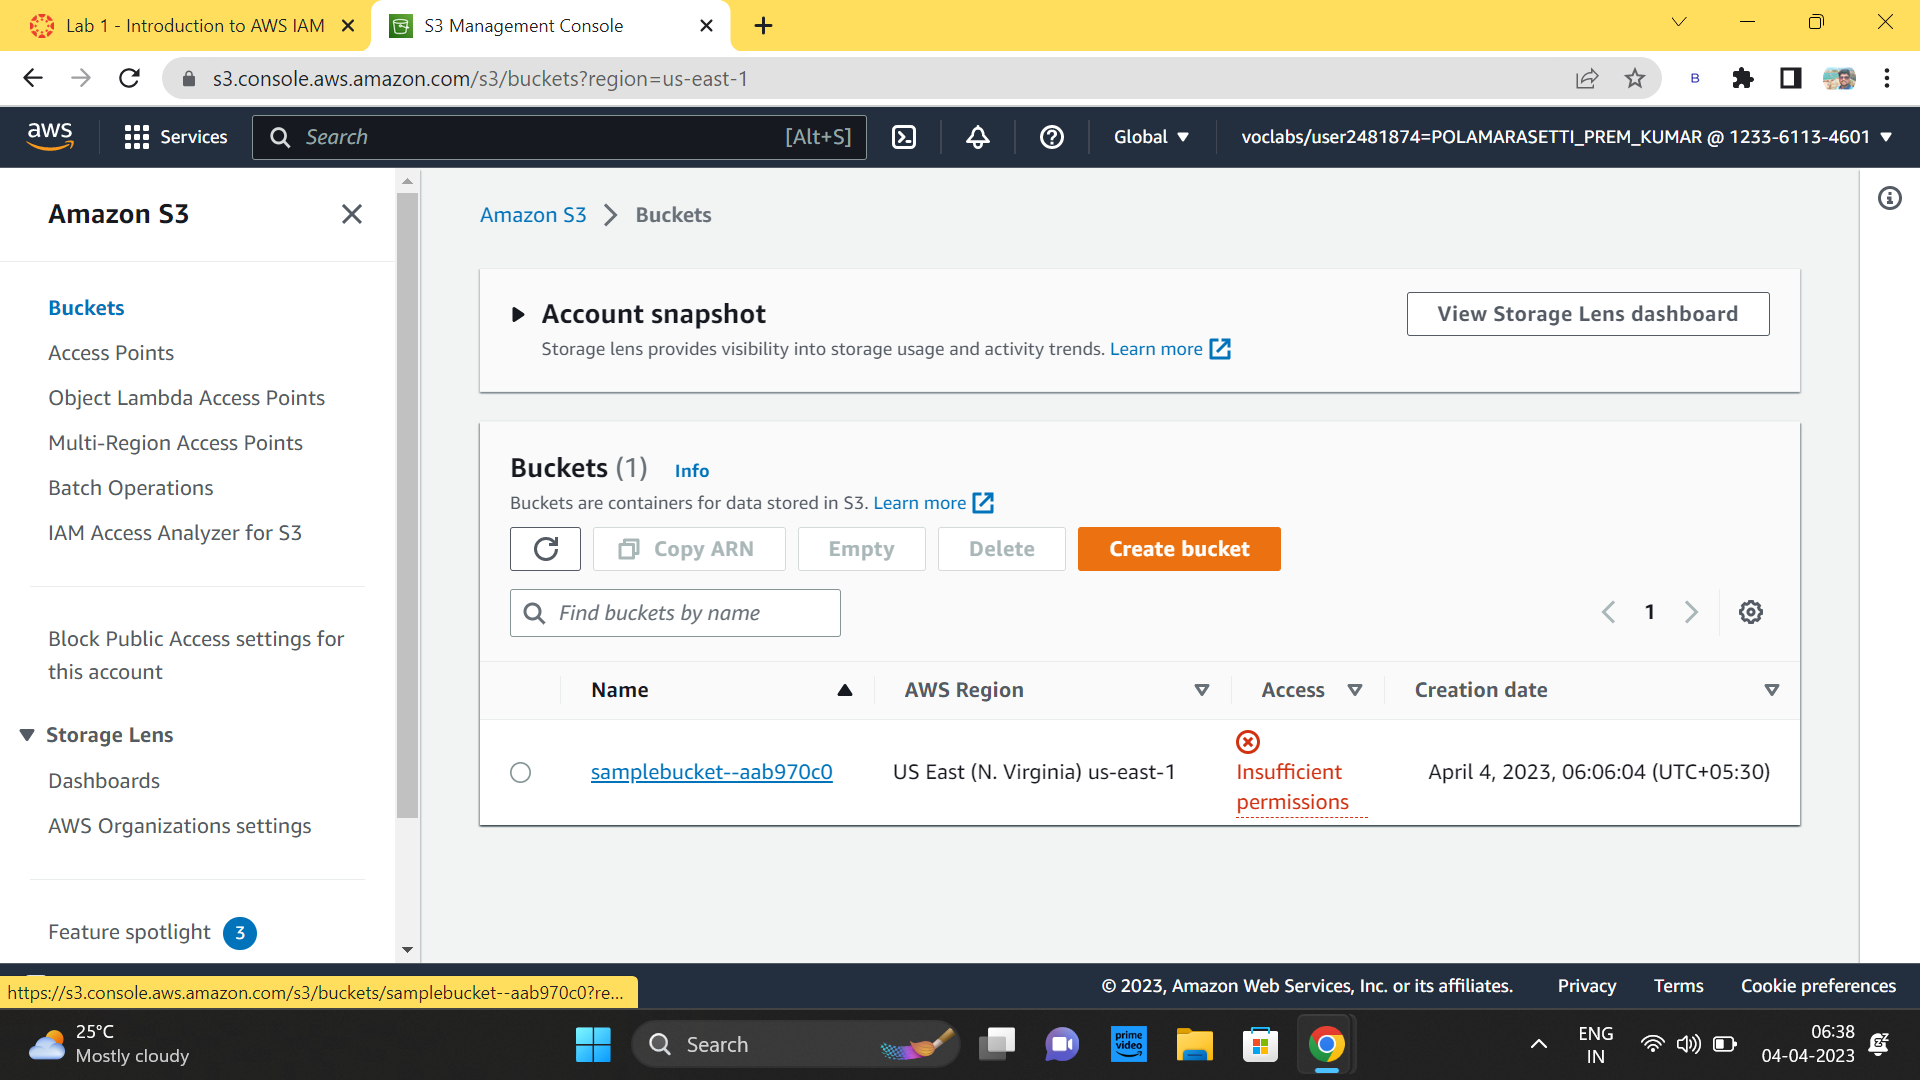 Lab 1 - Introduction to AWS IAM
S3 Management Console
s3.console.aws.amazon.com/s3/buckets?region=us-east-1
B
aws
Services
Search
[Alt+S]
Global
voclabs/user2481874=POLAMARASETTI_PREM_KUMAR @ 1233-6113-4601
Amazon S3
Buckets
Access Points
Object Lambda Access Points
Multi-Region Access Points
Batch Operations
IAM Access Analyzer for S3
Block Public Access settings for
this account
Storage Lens
Dashboards
AWS Organizations settings
Feature spotlight 3
Amazon S3 > Buckets
Account snapshot
Storage lens provides visibility into storage usage and activity trends. Learn more
View Storage Lens dashboard
Buckets (1) Info
Buckets are containers for data stored in S3. Learn more
Copy ARN
Empty
Delete
Create bucket
Find buckets by name
1
Name
AWS Region
Access
Creation date
samplebucket--aab970c0
US East (N. Virginia) us-east-1
Insufficient
permissions
April 4, 2023, 06:06:04 (UTC+05:30)
https://s3.console.aws.amazon.com/s3/buckets/samplebucket--aab970c0?re...
© 2023, Amazon Web Services, Inc. or its affiliates.
Privacy
Terms
Cookie preferences
25°C
Mostly cloudy
Search
prime
video
ENG
IN
06:38
04-04-2023